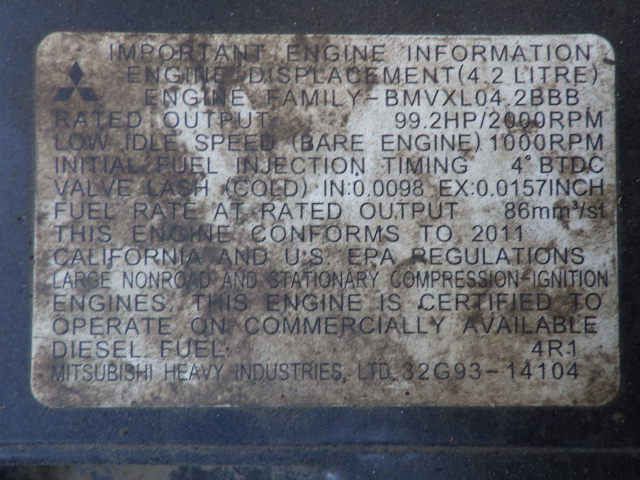 IMPORTANT ENGINE INFORMATION
ENGINE DISPLACEMENT(4.2 LITRE)
ENGINE FAMILY-BMVXL04.2BBB
RATED OUTPUT 99.2HP/2000RPM
LOW IDLE SPEED (BARE ENGINE) 1000RPM
INITIAL FUEL INJECTION TIMING 4° BTDC
VALVE LASH (COLD) IN:0.0098 EX:0.0157INCH
FUEL RATE AT RATED OUTPUT 86mm³/st
THIS ENGINE CONFORMS TO 2011
CALIFORNIA AND U.S. EPA REGULATIONS
LARGE NONROAD AND STATIONARY COMPRESSION-IGNITION
ENGINES. THIS ENGINE IS CERTIFIED TO
OPERATE ON COMMERCIALLY AVAILABLE
DIESEL FUEL. 4R1
MITSUBISHI HEAVY INDUSTRIES, LTD. 32G93-14104